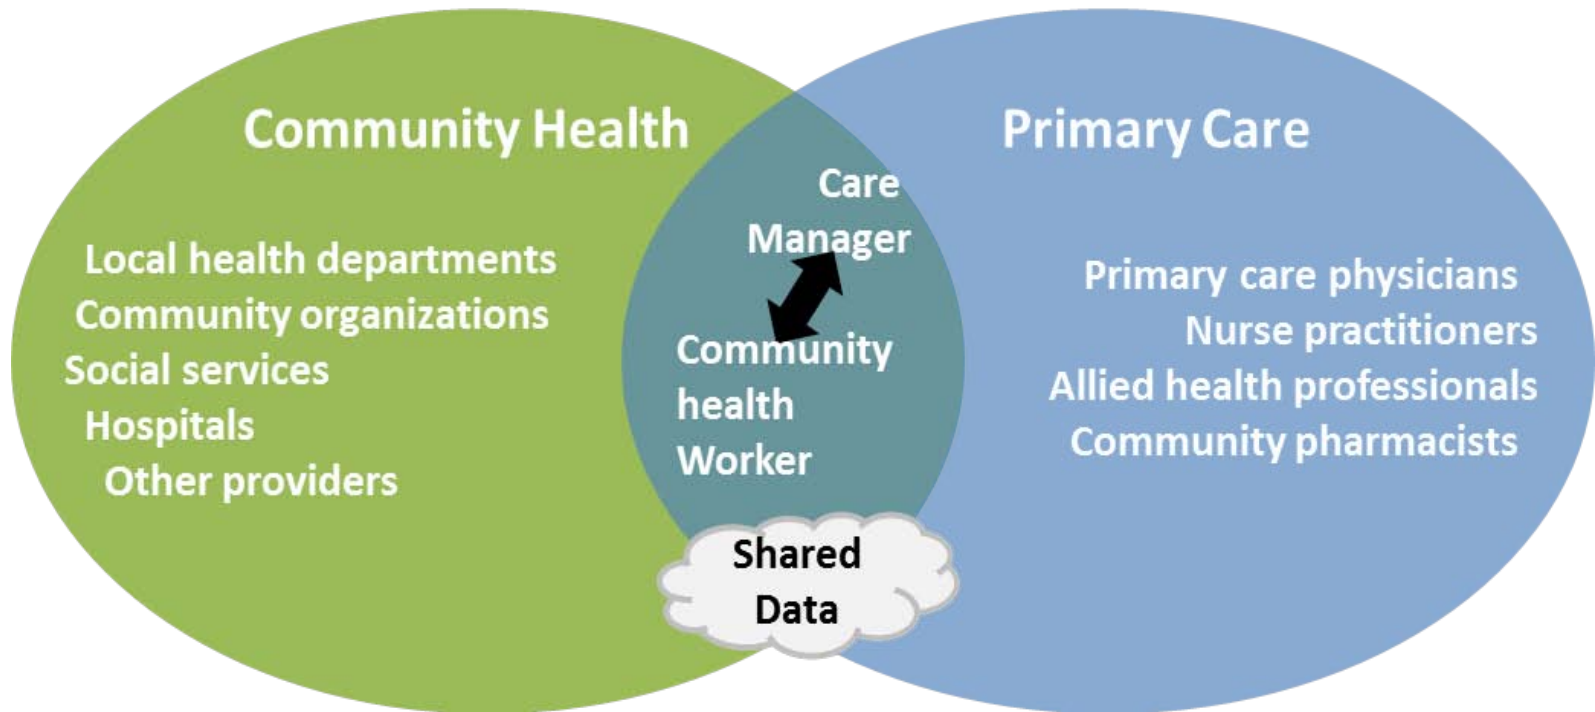 Community Health
Local health departments
Community organizations
Social services
Hospitals
Other providers
Care
Manager
Community
health
Worker
Shared
Data
Primary Care
Primary care physicians
Nurse practitioners
Allied health professionals
Community pharmacists